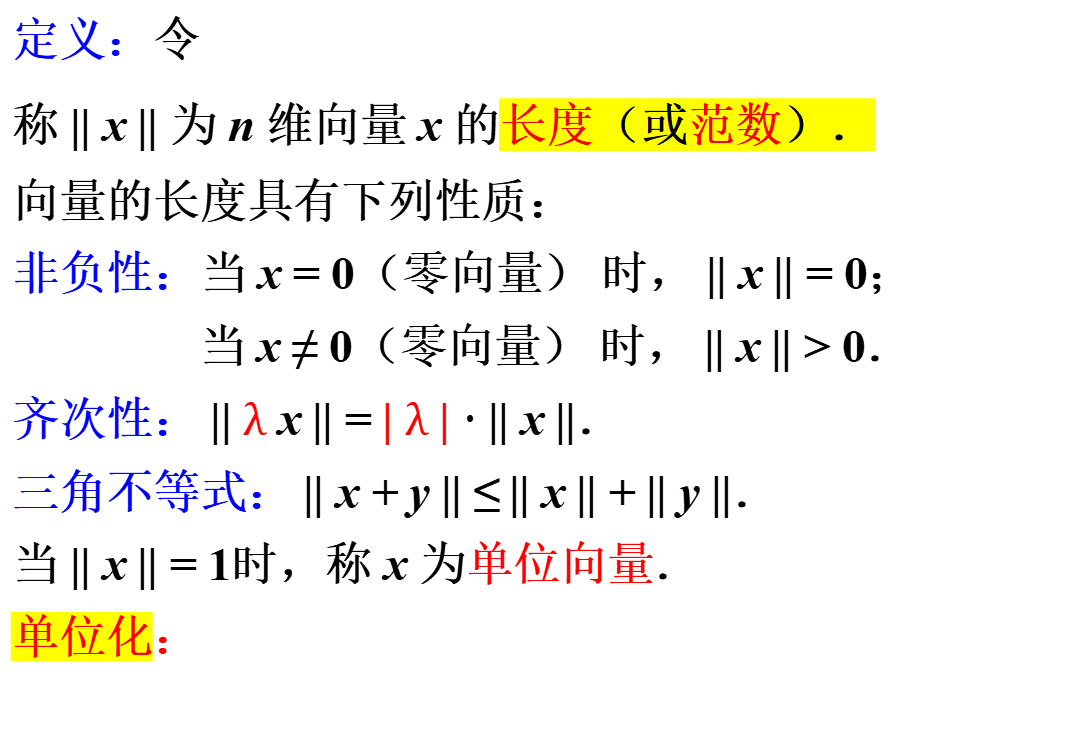 定义：令
称 || x || 为 n 维向量 x 的长度（或范数）.
向量的长度具有下列性质：
非负性：当 x = 0（零向量） 时， || x || = 0;
当 x ≠ 0（零向量） 时， || x || > 0.
齐次性： || λ x || = | λ | · || x ||.
三角不等式： || x + y || ≤ || x || + || y ||.
当 || x || = 1时，称 x 为单位向量.
单位化：